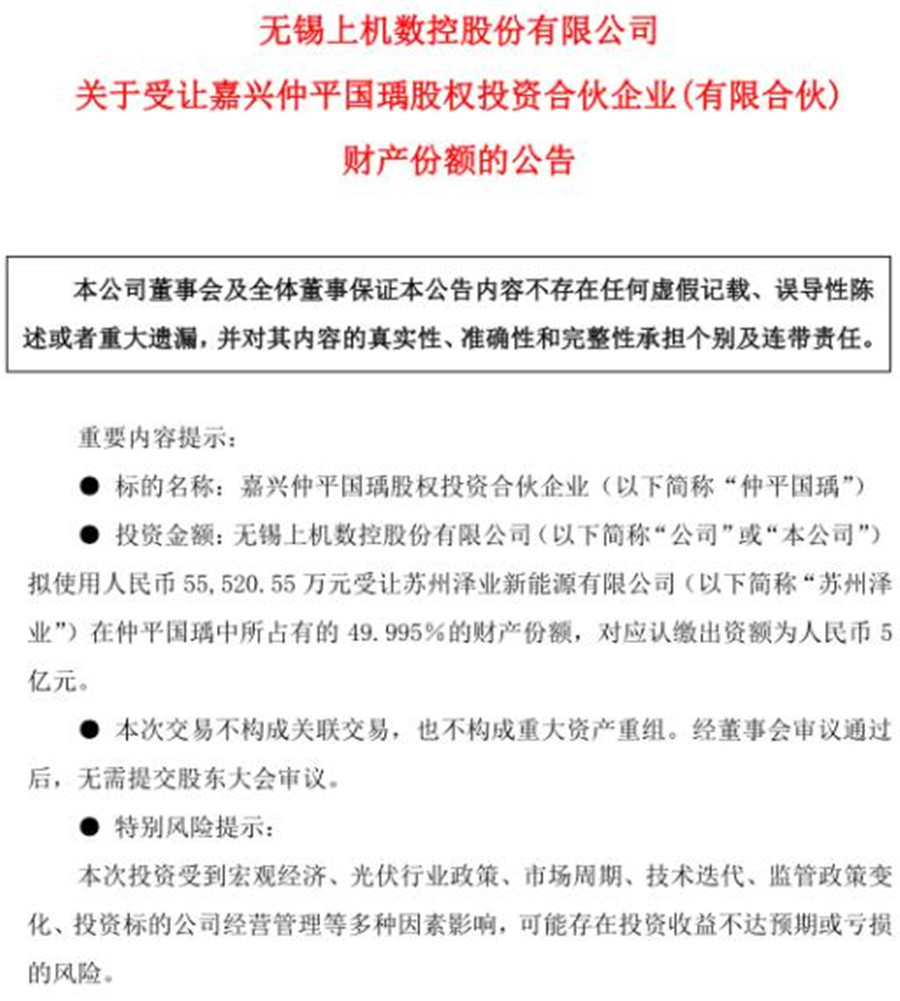 无锡上机数控股份有限公司
关于受让嘉兴仲平国瑀股权投资合伙企业(有限合伙)
财产份额的公告
本公司董事会及全体董事保证本公告内容不存在任何虚假记载、误导性陈
述或者重大遗漏，并对其内容的真实性、准确性和完整性承担个别及连带责任。
重要内容提示：
● 标的名称：嘉兴仲平国瑀股权投资合伙企业（以下简称“仲平国瑀”）
● 投资金额：无锡上机数控股份有限公司（以下简称“公司”或“本公司”）
拟使用人民币 55,520.55 万元受让苏州泽业新能源有限公司（以下简称“苏州泽
业”）在仲平国瑀中所占有的 49.995%的财产份额，对应认缴出资额为人民币 5
亿元。
● 本次交易不构成关联交易，也不构成重大资产重组。经董事会审议通过
后，无需提交股东大会审议。
● 特别风险提示：
本次投资受到宏观经济、光伏行业政策、市场周期、技术迭代、监管政策变
化、投资标的公司经营管理等多种因素影响，可能存在投资收益不达预期或亏损
的风险。